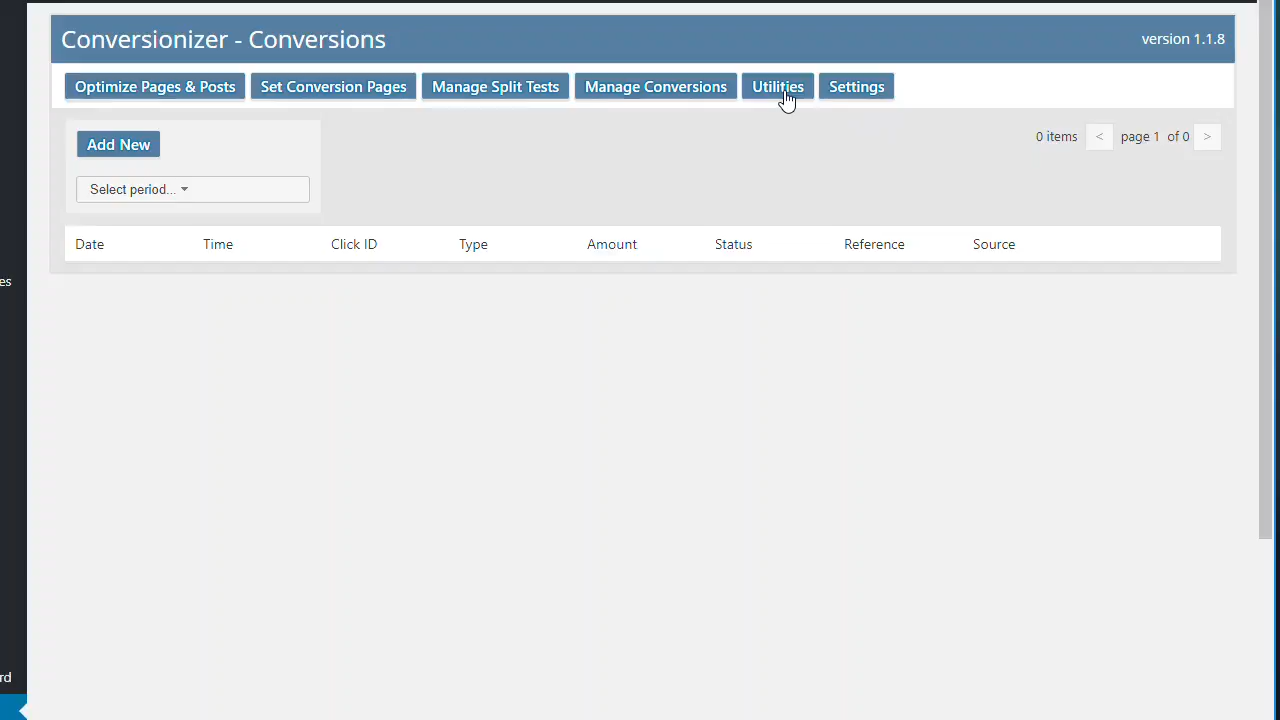 Conversionizer - Conversions
version 1.1.8
Optimize Pages & Posts Set Conversion Pages Manage Split Tests Manage Conversions Utilities Settings
Add New
0 items < page 1 of 0 >
Select period...
Date Time Click ID Type Amount Status Reference Source
es
rd